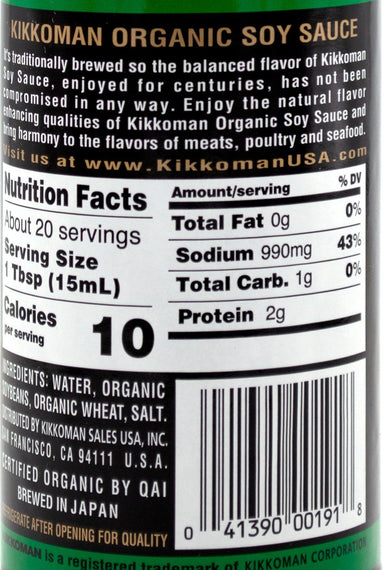 KIKKOMAN ORGANIC SOY SAUCE
It's traditionally brewed so the balanced flavor of Kikkoman
Soy Sauce, enjoyed for centuries, has not been
compromised in any way. Enjoy the natural flavor
enhancing qualities of Kikkoman Organic Soy Sauce and
bring harmony to the flavors of meats, poultry and seafood.
Visit us at www.KikkomanUSA.com
Nutrition Facts
About 20 servings
Serving Size
1 Tbsp (15mL)
Calories
per serving
10
Amount/serving % DV
Total Fat 0g 0%
Sodium 990mg 43%
Total Carb. 1g 0%
Protein 2g
INGREDIENTS: WATER, ORGANIC
SOYBEANS, ORGANIC WHEAT, SALT.
DISTRIBUTED BY KIKKOMAN SALES USA, INC.
SAN FRANCISCO, CA 94111 U.S.A.
CERTIFIED ORGANIC BY QAI
BREWED IN JAPAN
REFRIGERATE AFTER OPENING FOR QUALITY
0 41390 00191 8
KIKKOMAN is a registered trademark of KIKKOMAN CORPORATION